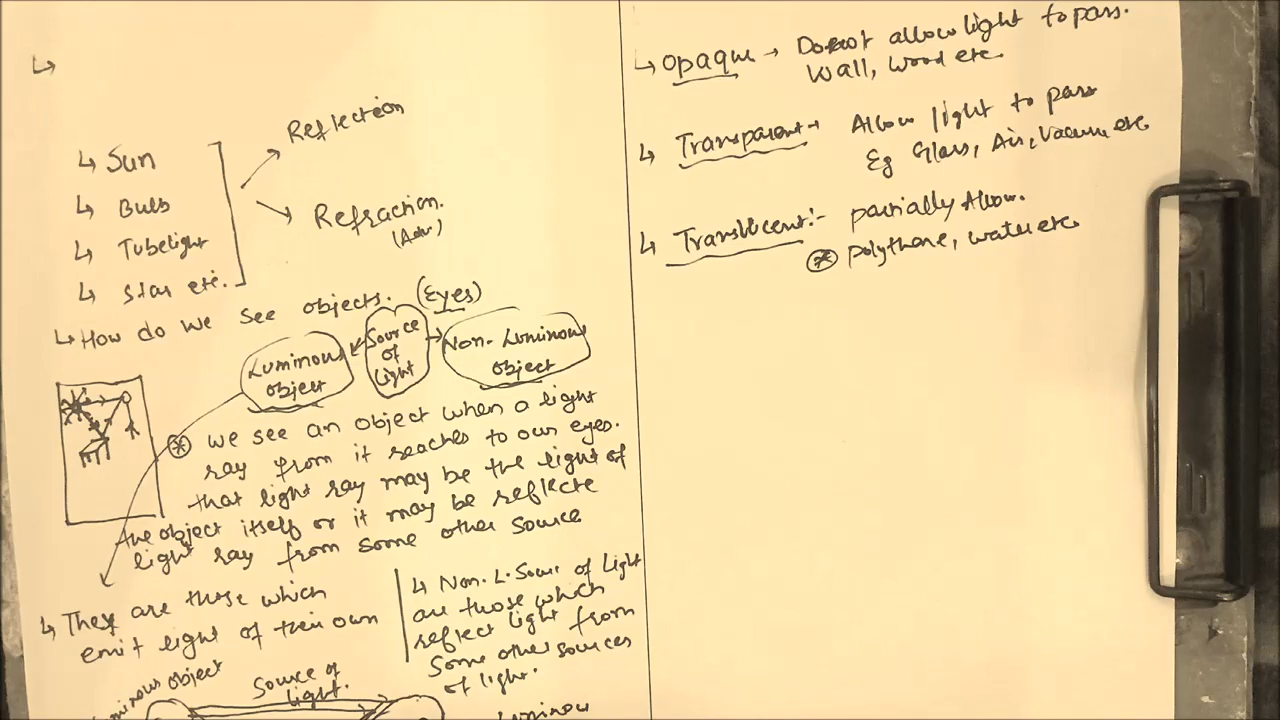 ↳
↳ Sun
↳ Bulb
↳ Tubelight
↳ Star etc.
Reflection
Refraction.
↳ How do we see objects. (Eyes)
Luminous object
Source of light
Non-Luminous object
* we see an object when a light
ray from it reaches to our eyes.
that light ray may be the light of
the object itself or it may be reflecte
light ray from some other source
↳ They are those which
emit light of their own
↳ Non. L. Sour of light
are those which
reflect light from
Some other sources
of light.
minous object
Source of
light.
uminou
↳ Opaque → Do not allow light to pass.
Wall, Wood etc.
↳ Transparent → Allow light to pass
Eg Glass, Air, Vacuum etc
↳ Translucent :- partially Allow.
* polythane, water etc